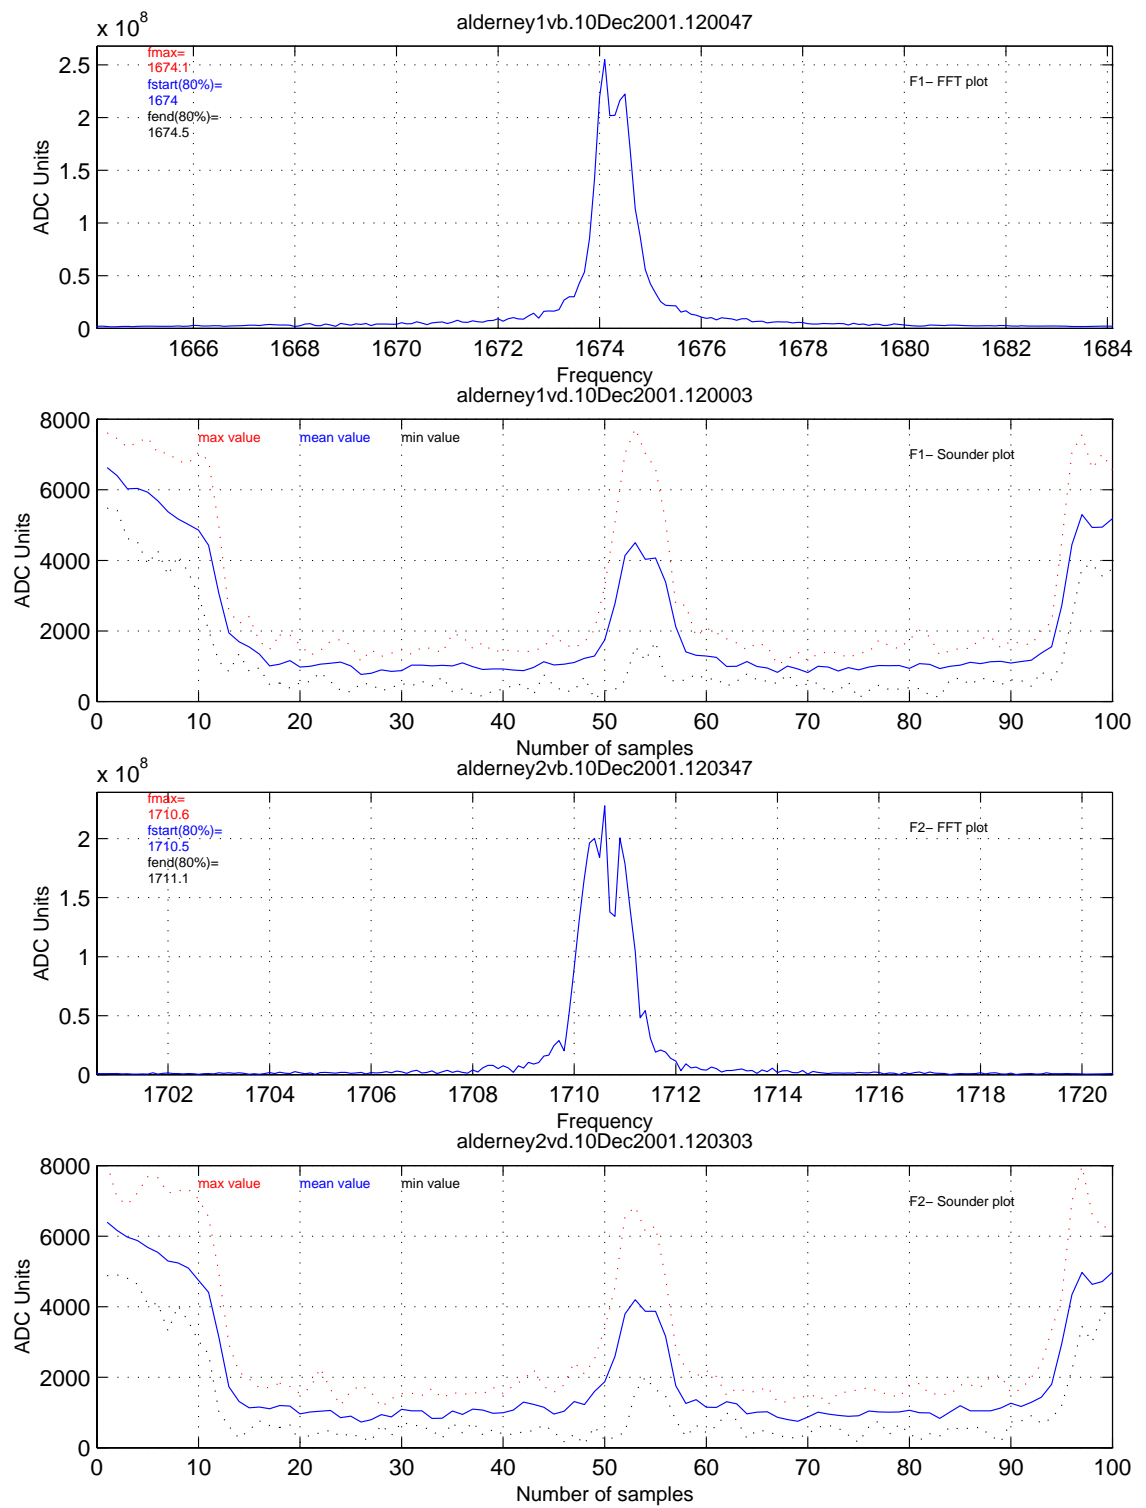 alderney1vb.10Dec2001.120047
x 10^8
fmax=
1674.1
fstart(80%)=
1674
fend(80%)=
1674.5
F1– FFT plot
ADC Units
2.5
2
1.5
1
0.5
0
1666 1668 1670 1672 1674 1676 1678 1680 1682 1684
Frequency
alderney1vd.10Dec2001.120003
max value mean value min value
F1– Sounder plot
ADC Units
8000
6000
4000
2000
0
0 10 20 30 40 50 60 70 80 90 100
Number of samples
alderney2vb.10Dec2001.120347
x 10^8
fmax=
1710.6
fstart(80%)=
1710.5
fend(80%)=
1711.1
F2– FFT plot
ADC Units
2
1.5
1
0.5
0
1702 1704 1706 1708 1710 1712 1714 1716 1718 1720
Frequency
alderney2vd.10Dec2001.120303
max value mean value min value
F2– Sounder plot
ADC Units
8000
6000
4000
2000
0
0 10 20 30 40 50 60 70 80 90 100
Number of samples